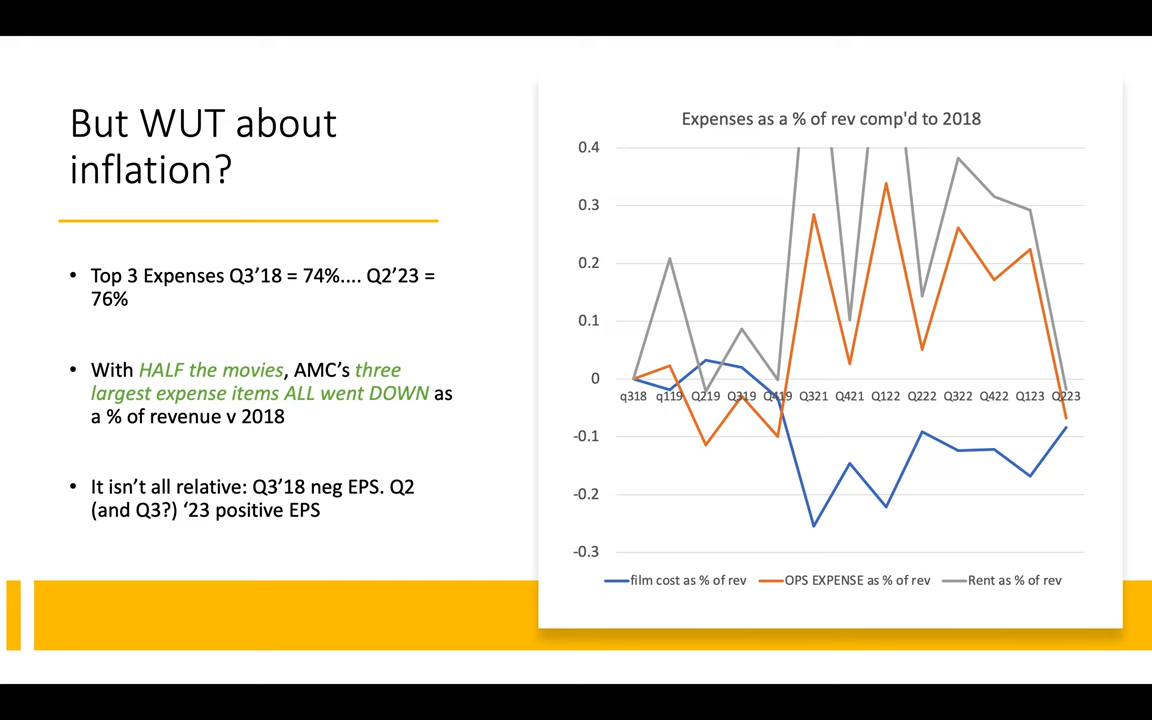 But WUT about
inflation?
• Top 3 Expenses Q3’18 = 74%.... Q2’23 =
76%
• With HALF the movies, AMC’s three
largest expense items ALL went DOWN as
a % of revenue v 2018
• It isn’t all relative: Q3’18 neg EPS. Q2
(and Q3?) ‘23 positive EPS
Expenses as a % of rev comp'd to 2018
0.4
0.3
0.2
0.1
0
-0.1
-0.2
-0.3
q318 q119 Q219 Q319 Q419 Q321 Q421 Q122 Q222 Q322 Q422 Q123 Q223
film cost as % of rev OPS EXPENSE as % of rev Rent as % of rev